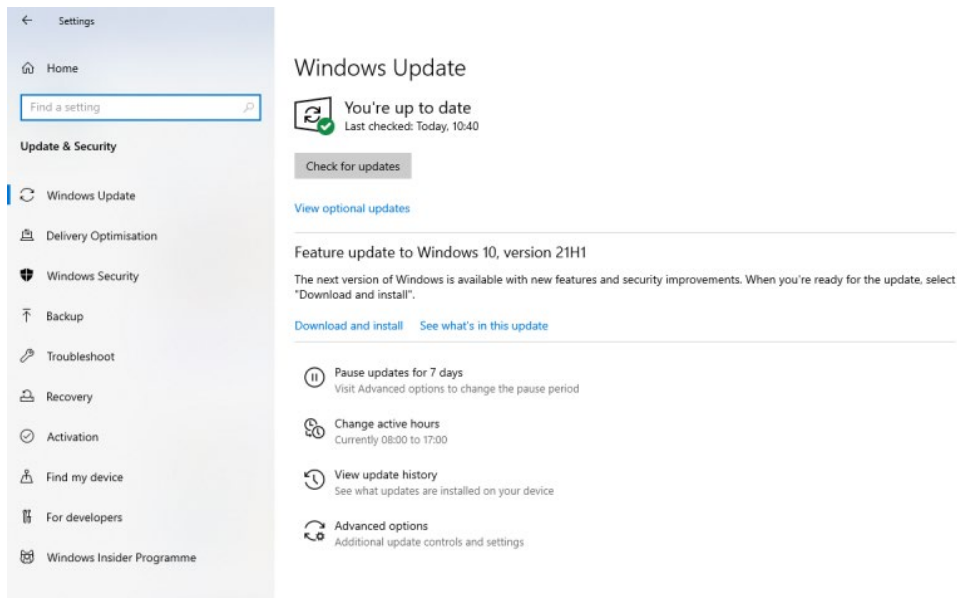 Settings
Home
Find a setting
Update & Security
Windows Update
Delivery Optimisation
Windows Security
Backup
Troubleshoot
Recovery
Activation
Find my device
For developers
Windows Insider Programme
Windows Update
You're up to date
Last checked: Today, 10:40
Check for updates
View optional updates
Feature update to Windows 10, version 21H1
The next version of Windows is available with new features and security improvements. When you're ready for the update, select
"Download and install".
Download and install See what's in this update
Pause updates for 7 days
Visit Advanced options to change the pause period
Change active hours
Currently 08:00 to 17:00
View update history
See what updates are installed on your device
Advanced options
Additional update controls and settings